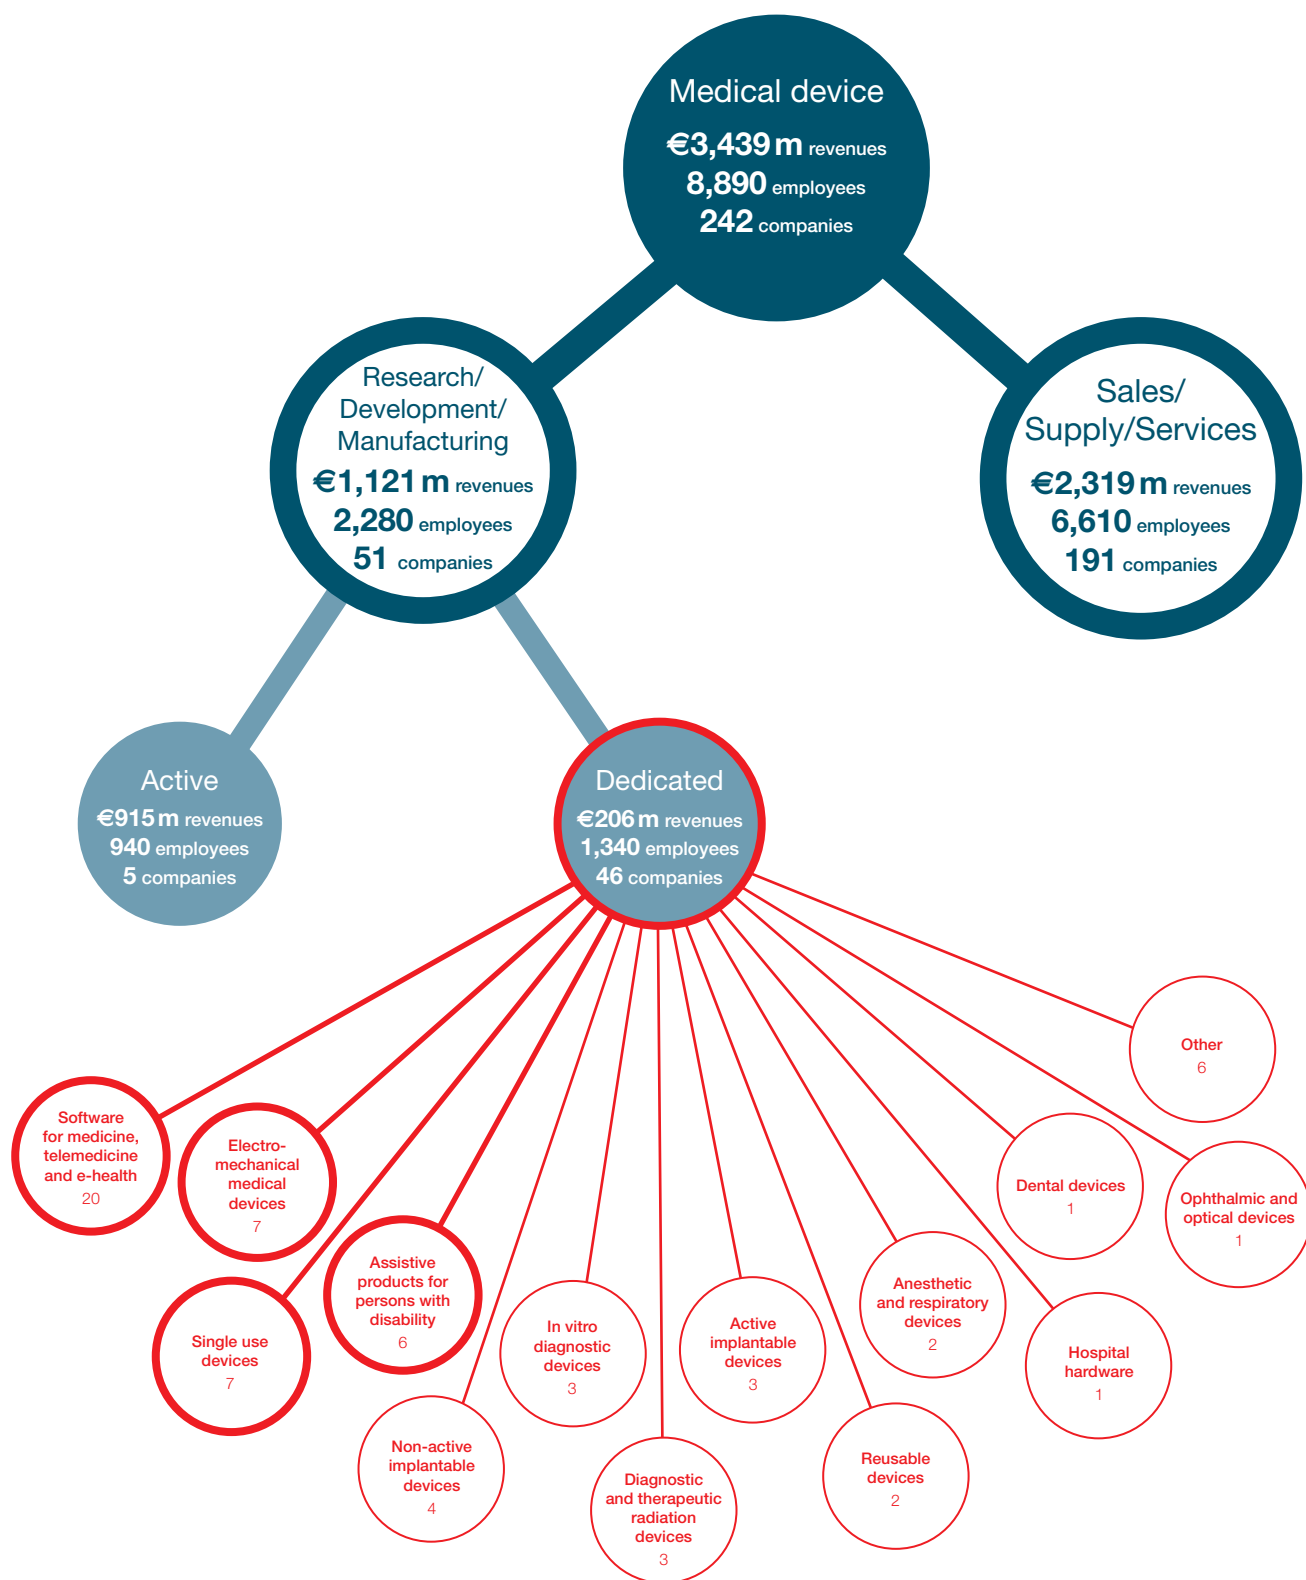 Medical device
€3,439 m revenues
8,890 employees
242 companies
Research/
Development/
Manufacturing
€1,121 m revenues
2,280 employees
51 companies
Sales/
Supply/Services
€2,319 m revenues
6,610 employees
191 companies
Active
€915 m revenues
940 employees
5 companies
Dedicated
€206 m revenues
1,340 employees
46 companies
Software
for medicine,
telemedicine
and e-health
20
Electro-
mechanical
medical
devices
7
Single use
devices
7
Assistive
products for
persons with
disability
6
Non-active
implantable
devices
4
In vitro
diagnostic
devices
3
Diagnostic
and therapeutic
radiation
devices
3
Active
implantable
devices
3
Reusable
devices
2
Anesthetic
and respiratory
devices
2
Hospital
hardware
1
Dental devices
1
Ophthalmic and
optical devices
1
Other
6